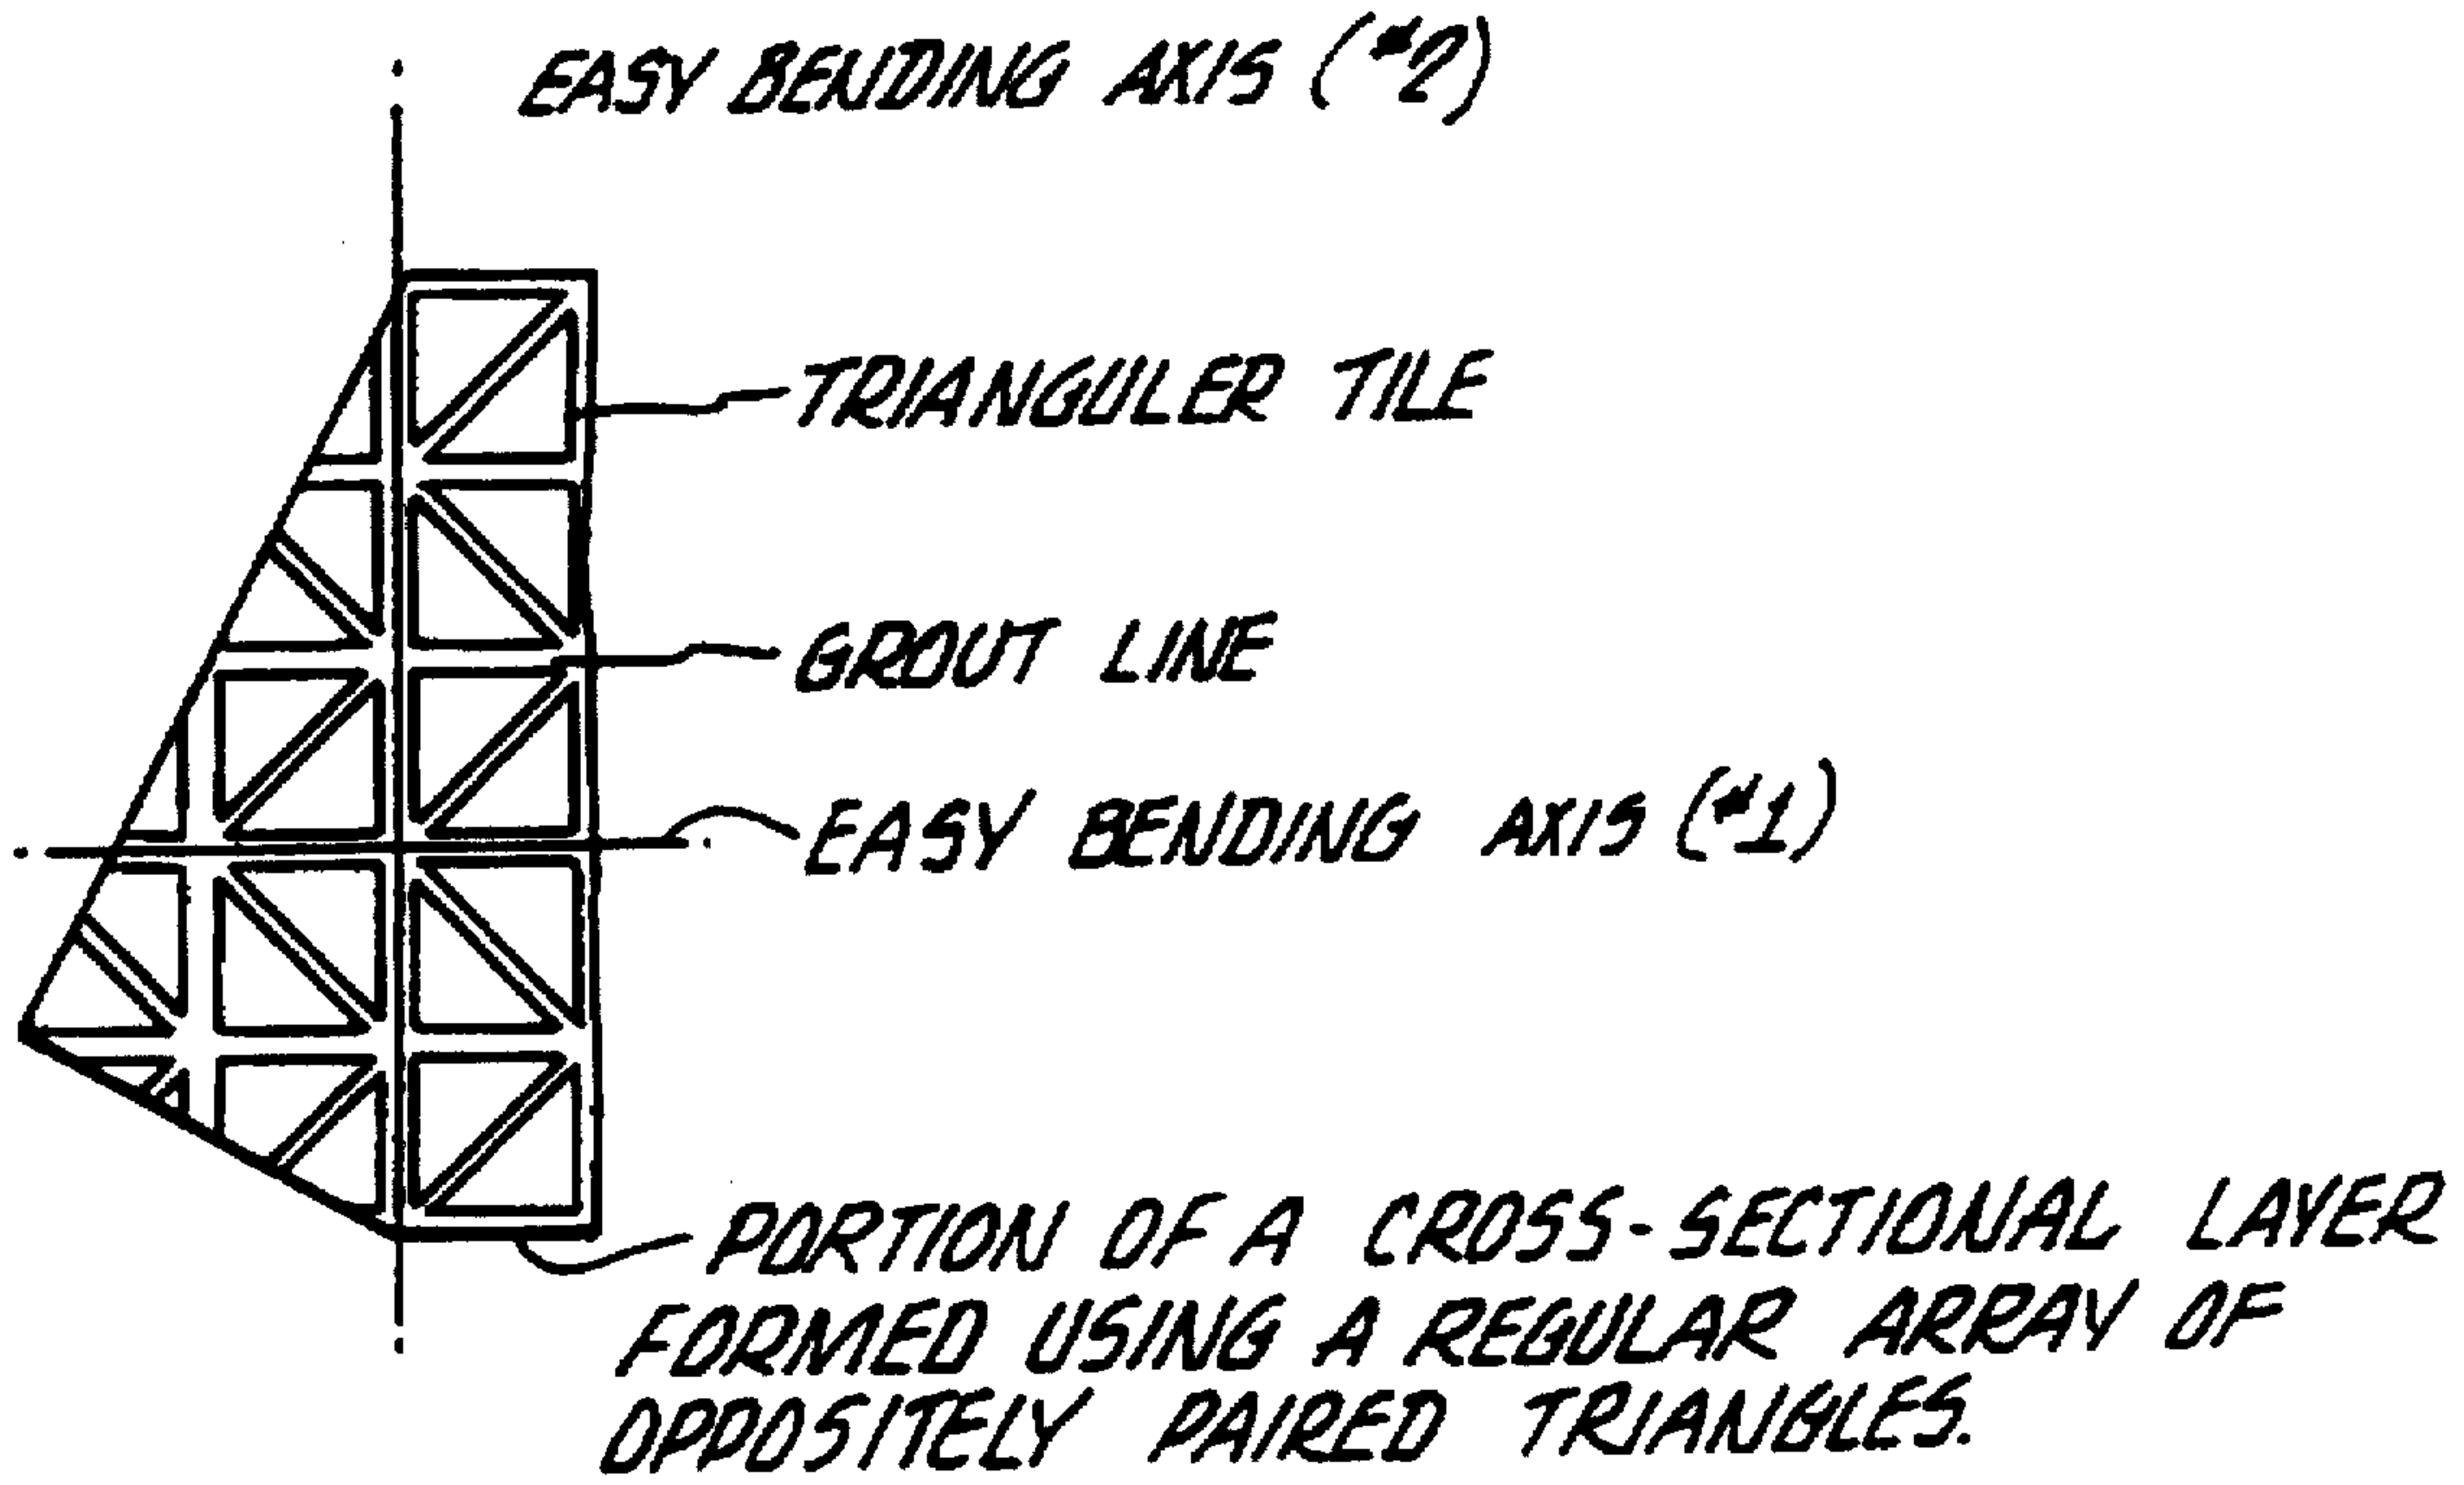 EASY BENDING AXIS (#2)
TRIANGULER TILE
GROUT LINE
EASY BENDING AXIS (#1)
PORTION OF A CROSS-SECTIONAL LAYER
FORMED USING A REGULAR ARRAY OF
OPPOSITELY PAIRED TRIANGLES.